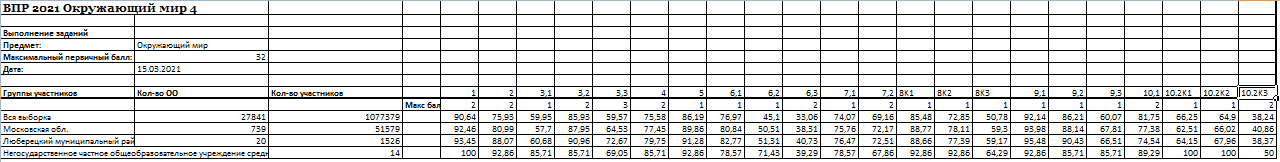 ВПР 2021 Окружающий мир 4
Выполнение заданий
Предмет: Окружающий мир
Максимальный первичный балл: 32
Дата: 15.03.2021
Группы участников Кол-во ОО Кол-во участников 1 2 3,1 3,2 3,3 4 5 6,1 6,2 6,3 7,1 7,2 8K1 8K2 8K3 9,1 9,2 9,3 10,1 10.2K1 10.2K2 10.2K3
Макс бал 2 2 1 2 3 2 1 1 1 2 1 2 1 1 1 1 1 1 2 1 1 2
Вся выборка 27841 1077379 90,64 75,93 59,95 85,93 59,57 75,58 86,19 76,97 45,1 33,06 74,07 69,16 85,48 72,85 50,78 92,14 86,21 60,07 81,75 66,25 64,9 38,24
Московская обл. 739 51579 92,46 80,99 57,7 87,95 64,53 77,45 89,86 80,84 50,51 38,31 75,76 72,17 88,77 78,11 59,3 93,98 88,14 67,81 77,38 62,51 66,02 40,86
Люберецкий муниципальный рай 20 1526 93,45 88,07 60,68 90,96 72,67 79,75 91,28 82,77 51,31 40,73 76,47 72,51 88,66 77,39 59,17 95,48 90,43 66,51 74,54 64,15 67,96 38,37
Негосударственное частное общеобразовательное учреждение средн 14 100 92,86 85,71 85,71 69,05 85,71 92,86 78,57 71,43 39,29 78,57 67,86 92,86 92,86 64,29 92,86 85,71 85,71 89,29 100 100 50